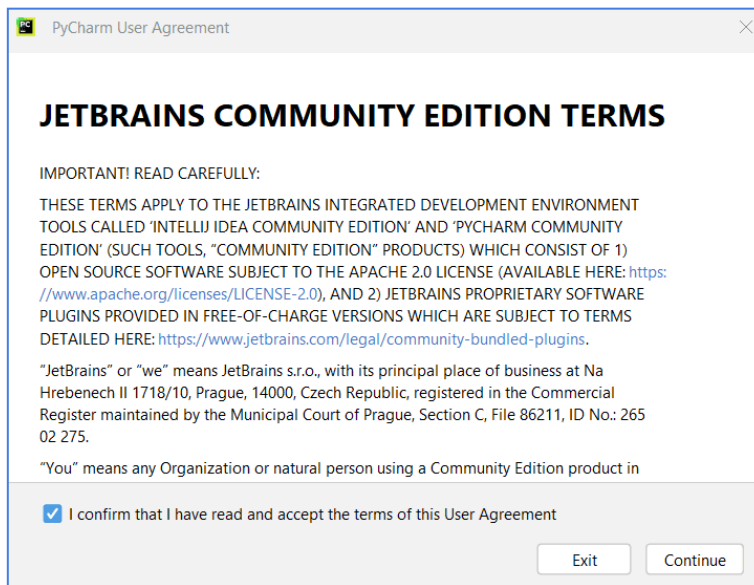 PC
PyCharm User Agreement
JETBRAINS COMMUNITY EDITION TERMS
IMPORTANT! READ CAREFULLY:
THESE TERMS APPLY TO THE JETBRAINS INTEGRATED DEVELOPMENT ENVIRONMENT
TOOLS CALLED ‘INTELLIJ IDEA COMMUNITY EDITION’ AND ‘PYCHARM COMMUNITY
EDITION’ (SUCH TOOLS, “COMMUNITY EDITION” PRODUCTS) WHICH CONSIST OF 1)
OPEN SOURCE SOFTWARE SUBJECT TO THE APACHE 2.0 LICENSE (AVAILABLE HERE: https:
//www.apache.org/licenses/LICENSE-2.0), AND 2) JETBRAINS PROPRIETARY SOFTWARE
PLUGINS PROVIDED IN FREE-OF-CHARGE VERSIONS WHICH ARE SUBJECT TO TERMS
DETAILED HERE: https://www.jetbrains.com/legal/community-bundled-plugins.
“JetBrains” or “we” means JetBrains s.r.o., with its principal place of business at Na
Hrebenech II 1718/10, Prague, 14000, Czech Republic, registered in the Commercial
Register maintained by the Municipal Court of Prague, Section C, File 86211, ID No.: 265
02 275.
“You” means any Organization or natural person using a Community Edition product in
I confirm that I have read and accept the terms of this User Agreement
Exit
Continue